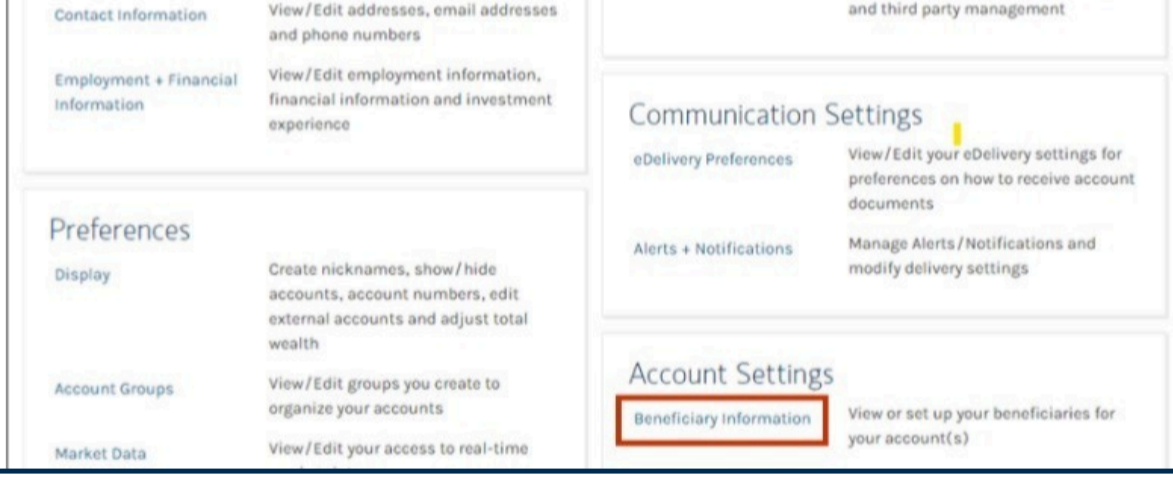 Contact Information
View/Edit addresses, email addresses
and phone numbers
Employment + Financial
Information
View/Edit employment information,
financial information and investment
experience
Preferences
Display
Create nicknames, show/hide
accounts, account numbers, edit
external accounts and adjust total
wealth
Account Groups
View/Edit groups you create to
organize your accounts
Market Data
View/Edit your access to real-time
and third party management
Communication Settings
eDelivery Preferences
View/Edit your eDelivery settings for
preferences on how to receive account
documents
Alerts + Notifications
Manage Alerts/Notifications and
modify delivery settings
Account Settings
Beneficiary Information
View or set up your beneficiaries for
your account(s)